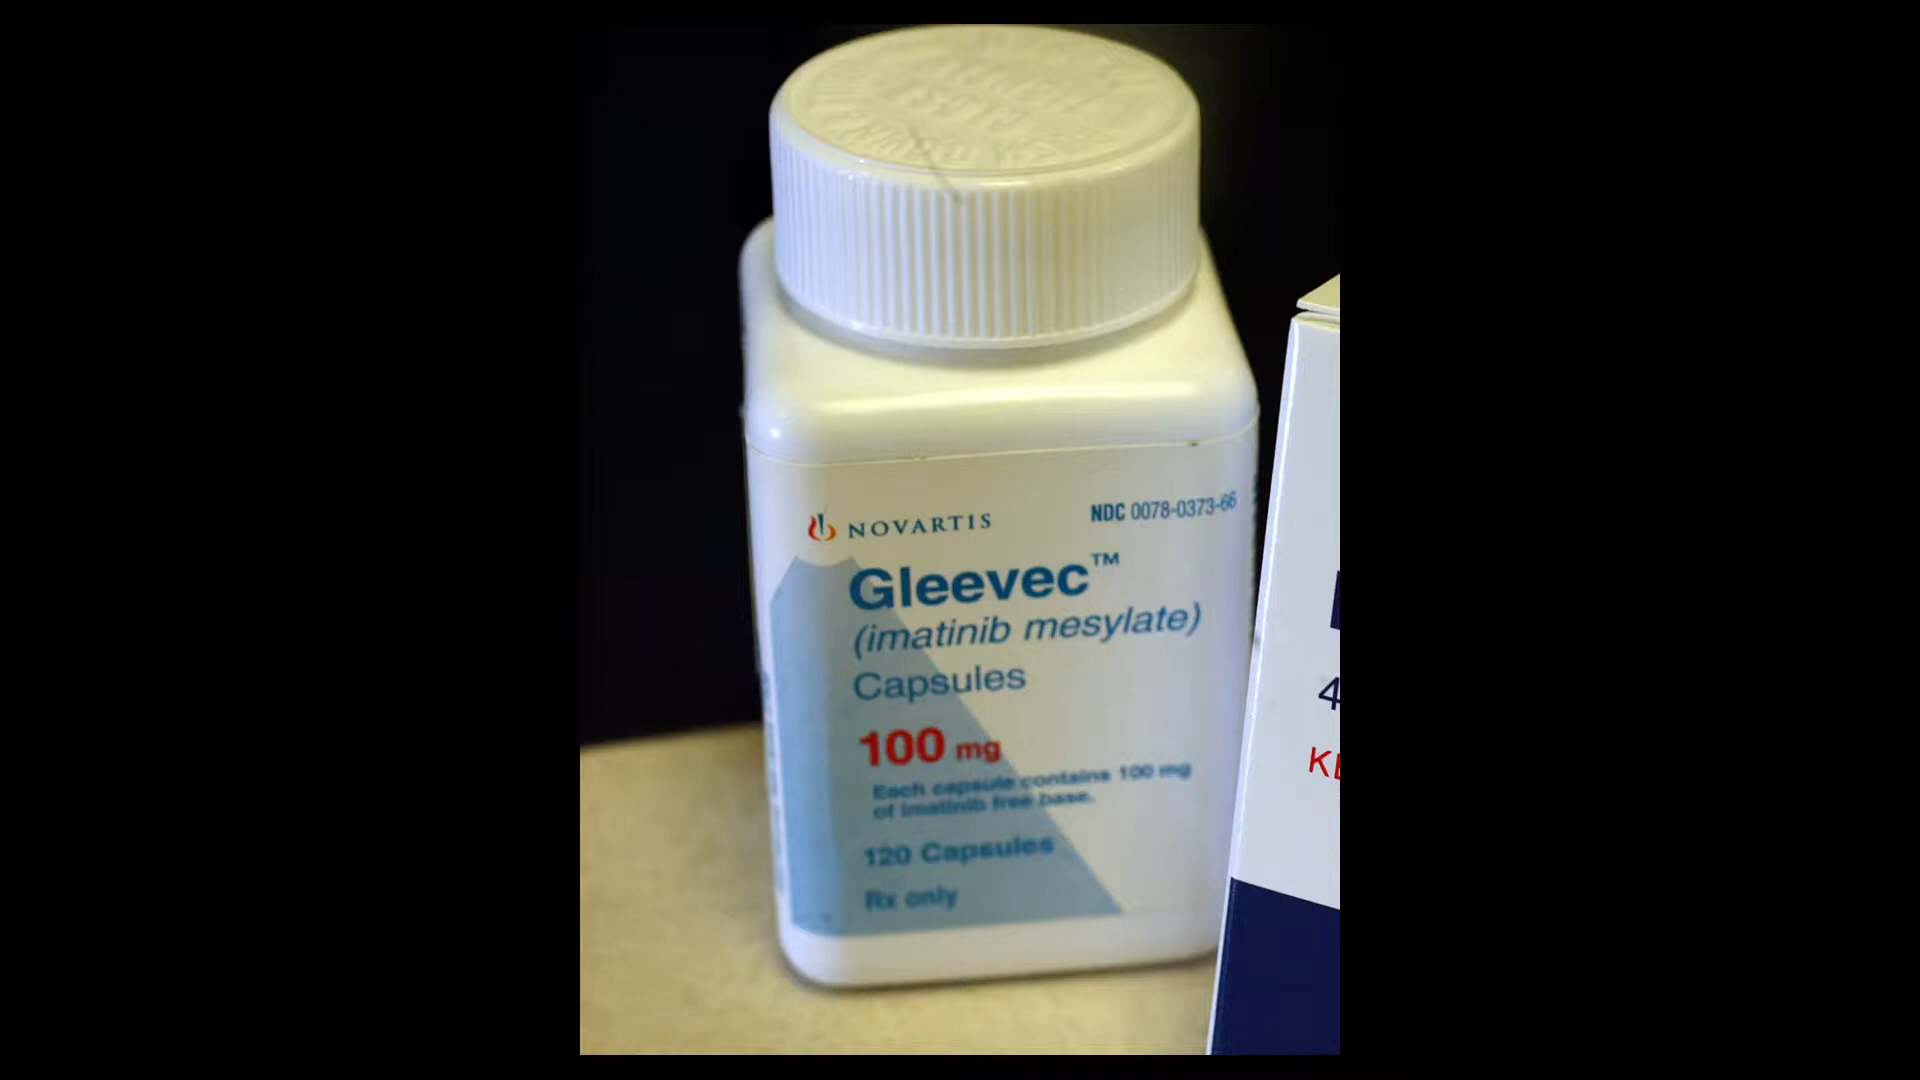 NOVARTIS
NDC 0078-0373-66
Gleevec™
(imatinib mesylate)
Capsules
100 mg
Each capsule contains 100 mg
of imatinib free base.
120 Capsules
Rx only
4